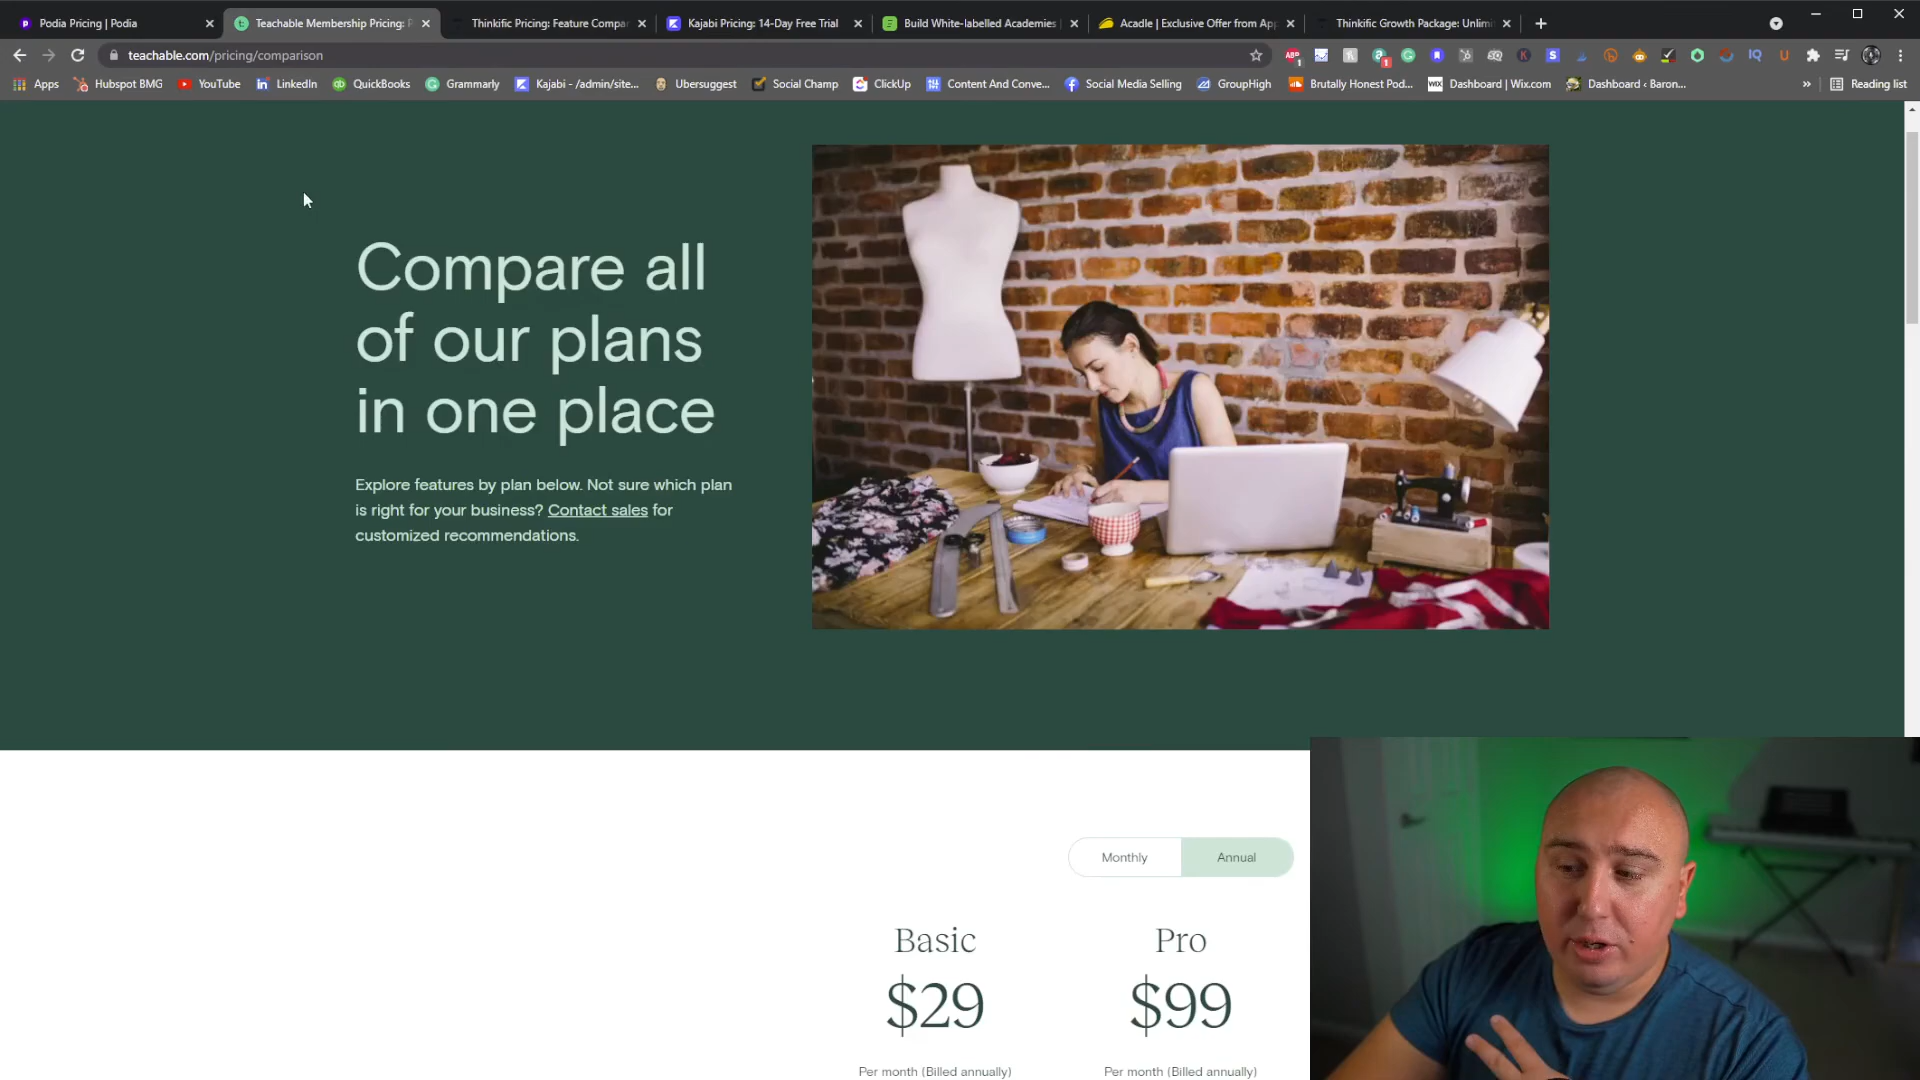 Podia Pricing | Podia
Teachable Membership Pricing: P
Thinkific Pricing: Feature Compar
Kajabi Pricing: 14-Day Free Trial
Build White-labelled Academies
Acadle | Exclusive Offer from App
Thinkific Growth Package: Unlimi
teachable.com/pricing/comparison
Apps
Hubspot BMG
YouTube
LinkedIn
QuickBooks
Grammarly
Kajabi - /admin/site...
Ubersuggest
Social Champ
ClickUp
Content And Conve...
Social Media Selling
GroupHigh
Brutally Honest Pod...
WIX
Dashboard | Wix.com
Dashboard ‹ Baron...
»
Reading list
Compare all
of our plans
in one place
Explore features by plan below. Not sure which plan
is right for your business? Contact sales for
customized recommendations.
Monthly
Annual
Basic
Pro
$29
$99
Per month (Billed annually)
Per month (Billed annually)